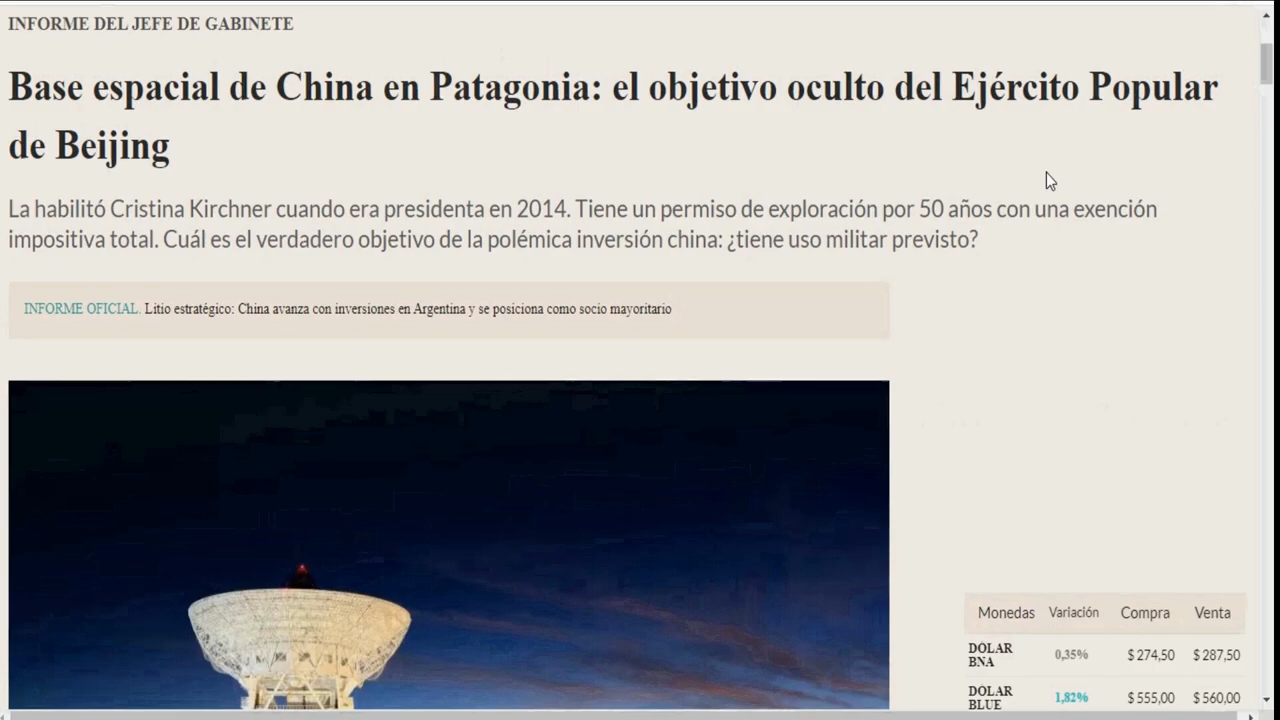 INFORME DEL JEFE DE GABINETE
Base espacial de China en Patagonia: el objetivo oculto del Ejército Popular
de Beijing
La habilitó Cristina Kirchner cuando era presidenta en 2014. Tiene un permiso de exploración por 50 años con una exención
impositiva total. Cuál es el verdadero objetivo de la polémica inversión china: ¿tiene uso militar previsto?
INFORME OFICIAL. Litio estratégico: China avanza con inversiones en Argentina y se posiciona como socio mayoritario
Monedas Variación Compra Venta
DÓLAR
BNA 0,35% $ 274,50 $ 287,50
DÓLAR
BLUE 1,82% $ 555,00 $ 560,00